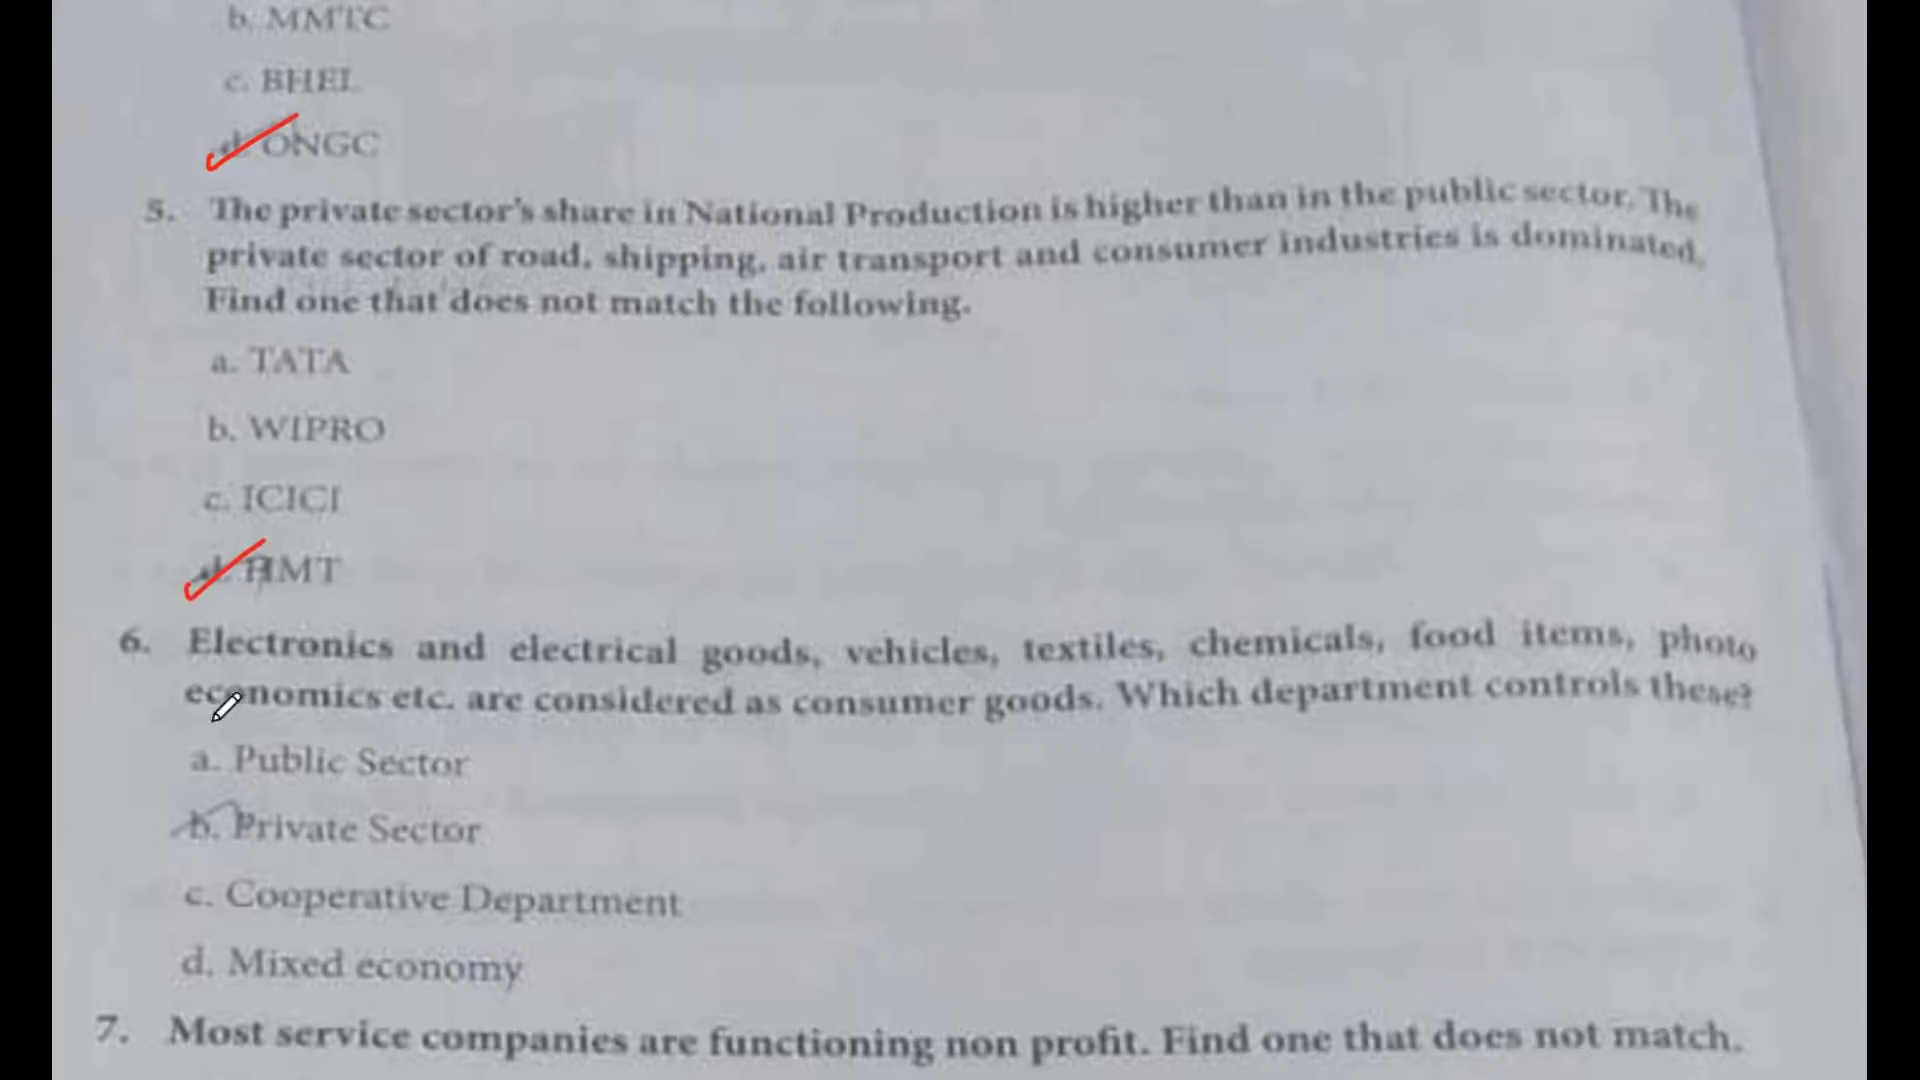 b. MMTC
c. BHEL
d. ONGC
5. The private sector's share in National Production is higher than in the public sector. The
private sector of road, shipping, air transport and consumer industries is dominated.
Find one that does not match the following.
a. TATA
b. WIPRO
c. ICICI
d. HMT
6. Electronics and electrical goods, vehicles, textiles, chemicals, food items, photo
economics etc. are considered as consumer goods. Which department controls these?
a. Public Sector
b. Private Sector
c. Cooperative Department
d. Mixed economy
7. Most service companies are functioning non profit. Find one that does not match.